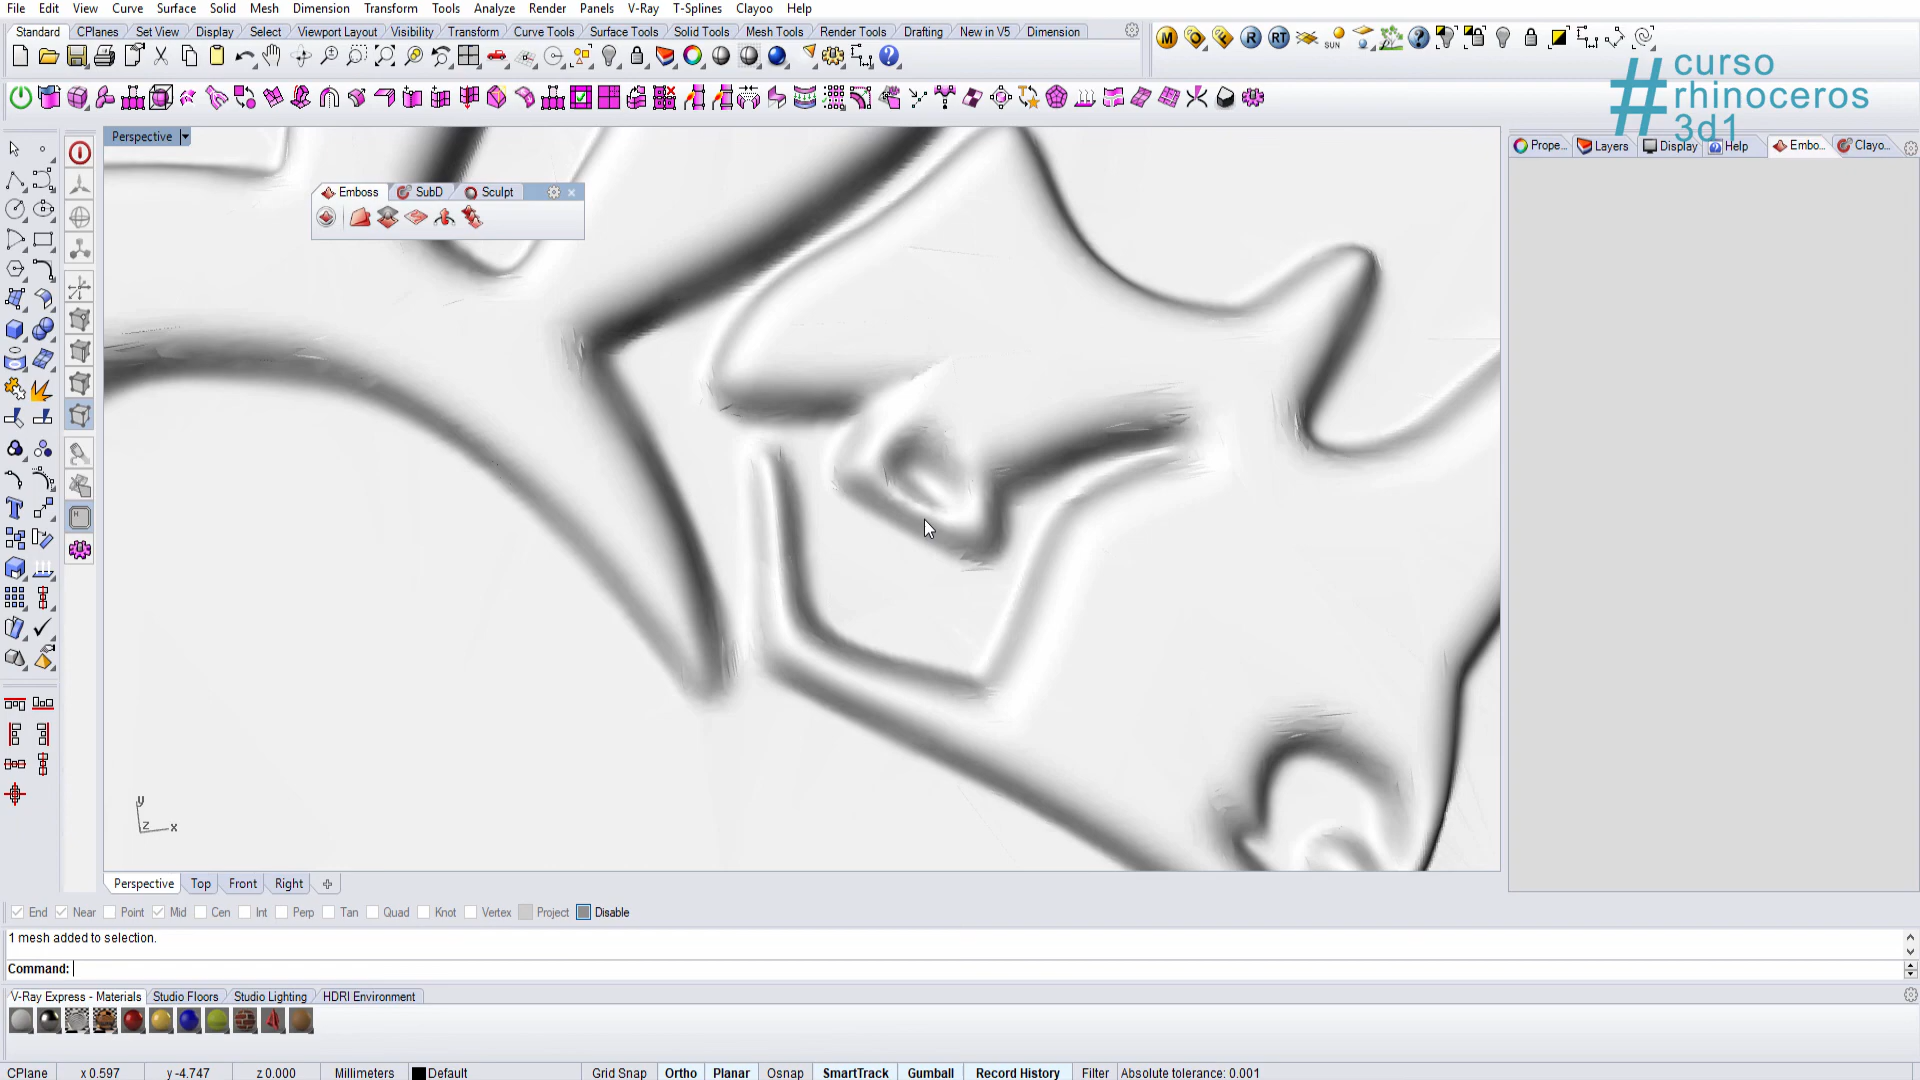 File Edit View Curve Surface Solid Mesh Dimension Transform Tools Analyze Render Panels V-Ray T-Splines Clayoo Help
Standard CPlanes Set View Display Select Viewport Layout Visibility Transform Curve Tools Surface Tools Solid Tools Mesh Tools Render Tools Drafting New in V5 Dimension
M O F R RT
SUN
# curso
rhinoceros
3d1
Perspective
Prope... Layers Display Help Embo... Clayo...
Emboss SubD Sculpt
y
z x
Perspective Top Front Right
End Near Point Mid Cen Int Perp Tan Quad Knot Vertex Project Disable
1 mesh added to selection.
Command:
V-Ray Express - Materials Studio Floors Studio Lighting HDRI Environment
CPlane x 0.597 y -4.747 z 0.000 Millimeters Default Grid Snap Ortho Planar Osnap SmartTrack Gumball Record History Filter Absolute tolerance: 0.001